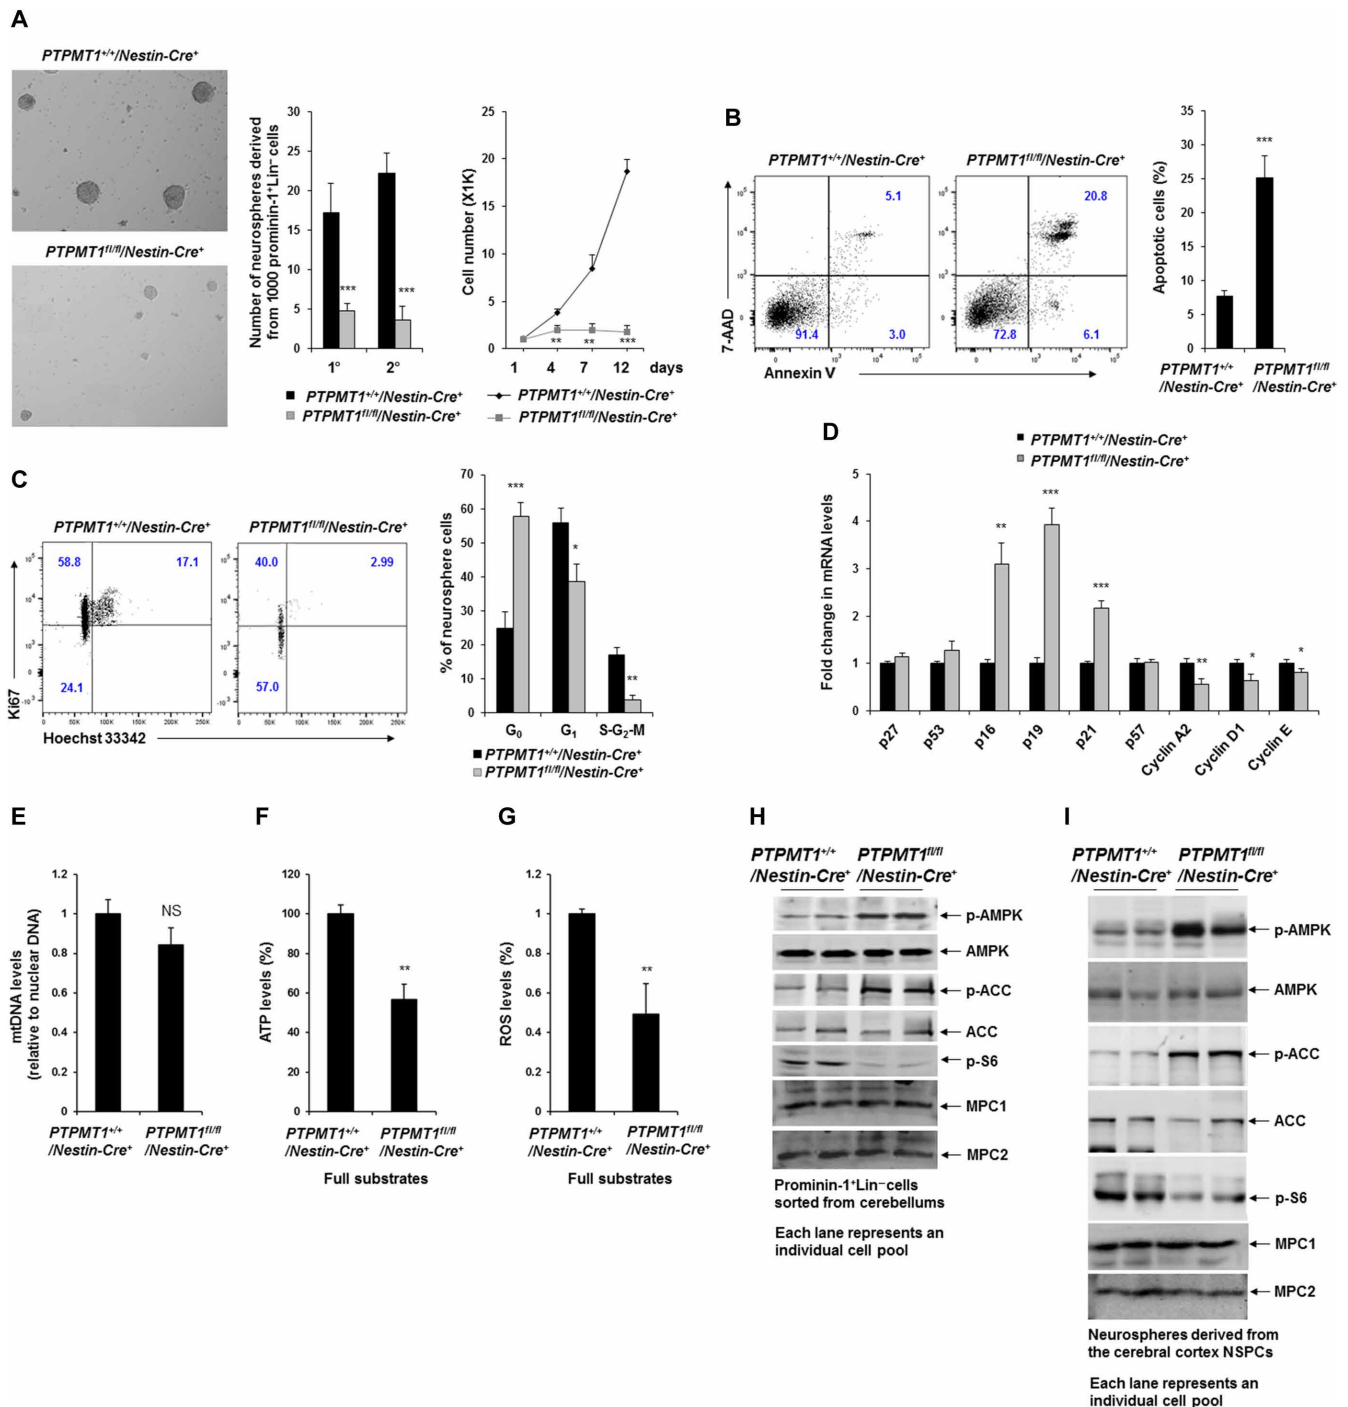 A
PTPMT1+/+/Nestin-Cre+
PTPMT1fl/fl/Nestin-Cre+
Number of neurospheres derived
from 1000 prominin-1+Lin− cells
30
25
20
15
10
5
0
***
***
1° 2°
PTPMT1+/+/Nestin-Cre+
PTPMT1fl/fl/Nestin-Cre+
Cell number (X1K)
25
20
15
10
5
0
** ** ***
1 4 7 12 days
PTPMT1+/+/Nestin-Cre+
PTPMT1fl/fl/Nestin-Cre+
B
PTPMT1+/+/Nestin-Cre+
PTPMT1fl/fl/Nestin-Cre+
7-AAD
5.1
91.4
3.0
20.8
72.8
6.1
Annexin V
Apoptotic cells (%)
35
30
25
20
15
10
5
0
***
PTPMT1+/+ PTPMT1fl/fl
/Nestin-Cre+ /Nestin-Cre+
C
PTPMT1+/+/Nestin-Cre+
PTPMT1fl/fl/Nestin-Cre+
Ki67
58.8 17.1
24.1
40.0 2.99
57.0
0 50K 100K 150K 200K 250K
0 50K 100K 150K 200K 250K
Hoechst 33342
% of neurosphere cells
70
60
50
40
30
20
10
0
***
*
**
G0 G1 S-G2-M
PTPMT1+/+/Nestin-Cre+
PTPMT1fl/fl/Nestin-Cre+
D
PTPMT1+/+/Nestin-Cre+
PTPMT1fl/fl/Nestin-Cre+
Fold change in mRNA levels
5
4
3
2
1
0
**
***
***
**
*
*
p27 p53 p16 p19 p21 p57 Cyclin A2 Cyclin D1 Cyclin E
E
mtDNA levels
(relative to nuclear DNA)
1.2
1
0.8
0.6
0.4
0.2
0
NS
PTPMT1+/+ PTPMT1fl/fl
/Nestin-Cre+ /Nestin-Cre+
F
ATP levels (%)
120
100
80
60
40
20
0
**
PTPMT1+/+ PTPMT1fl/fl
/Nestin-Cre+ /Nestin-Cre+
Full substrates
G
ROS levels (%)
1.2
1
0.8
0.6
0.4
0.2
0
**
PTPMT1+/+ PTPMT1fl/fl
/Nestin-Cre+ /Nestin-Cre+
Full substrates
H
PTPMT1+/+ PTPMT1fl/fl
/Nestin-Cre+ /Nestin-Cre+
p-AMPK
AMPK
p-ACC
ACC
p-S6
MPC1
MPC2
Prominin-1+Lin−cells
sorted from cerebellums
Each lane represents an
individual cell pool
I
PTPMT1+/+ PTPMT1fl/fl
/Nestin-Cre+ /Nestin-Cre+
p-AMPK
AMPK
p-ACC
ACC
p-S6
MPC1
MPC2
Neurospheres derived from
the cerebral cortex NSPCs
Each lane represents an
individual cell pool